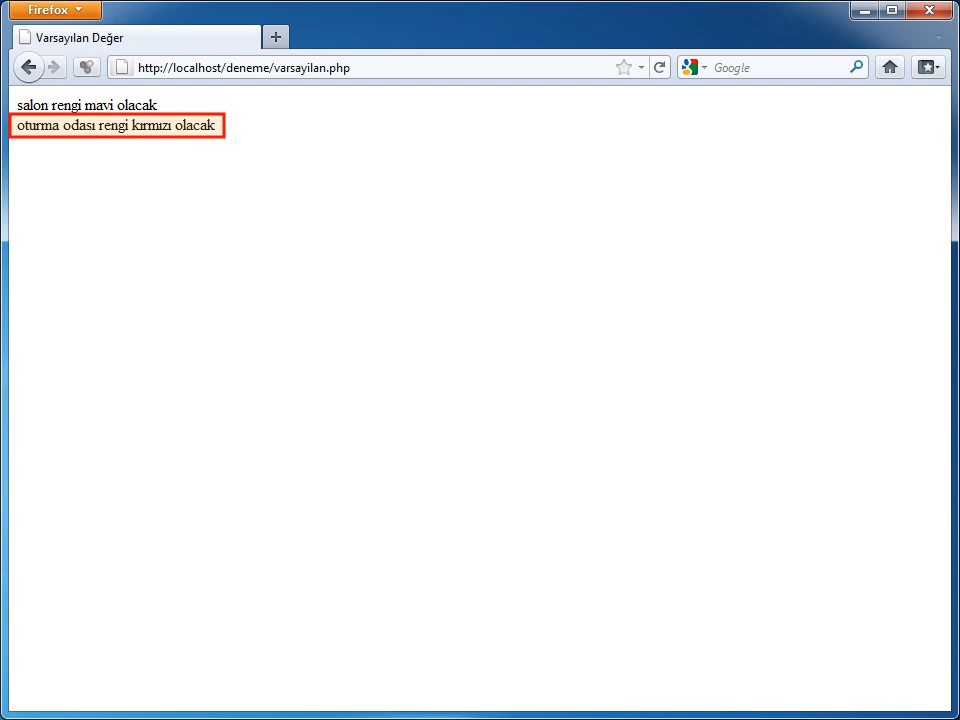 Firefox
Varsayılan Değer
http://localhost/deneme/varsayilan.php
Google
salon rengi mavi olacak
oturma odası rengi kırmızı olacak